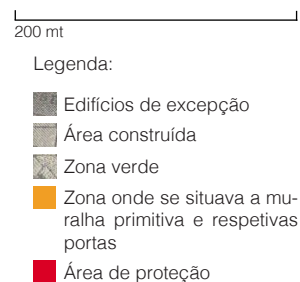 200 mt
Legenda:
Edifícios de excepção
Área construída
Zona verde
Zona onde se situava a mu-
ralha primitiva e respetivas
portas
Área de proteção